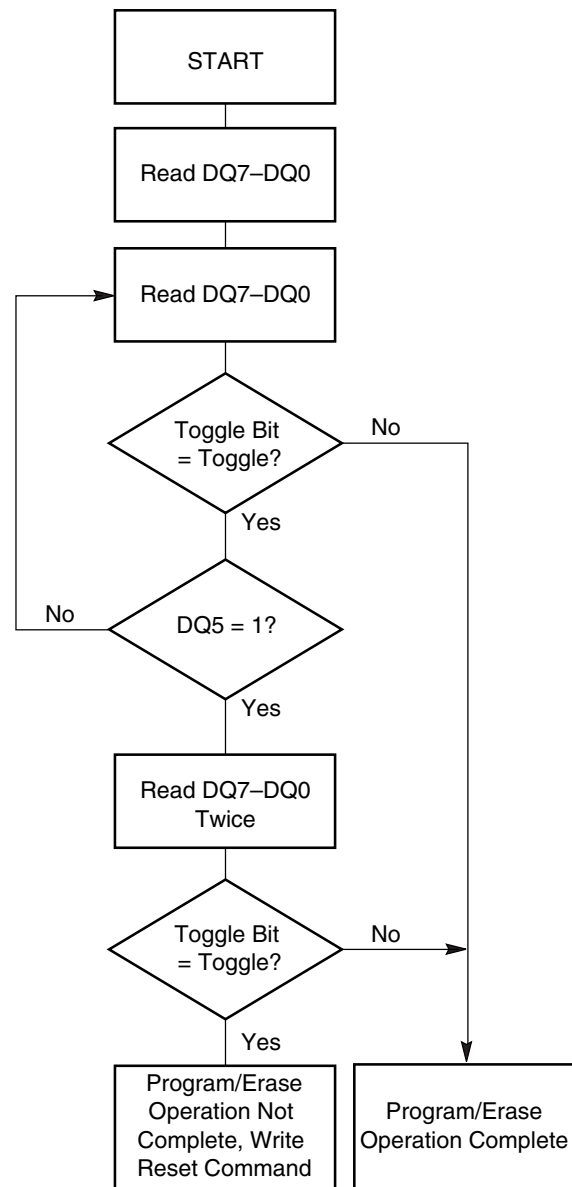 START
Read DQ7–DQ0
Read DQ7–DQ0
Toggle Bit
= Toggle?
No
Yes
No
DQ5 = 1?
Yes
Read DQ7–DQ0
Twice
Toggle Bit
= Toggle?
No
Yes
Program/Erase
Operation Not
Complete, Write
Reset Command
Program/Erase
Operation Complete